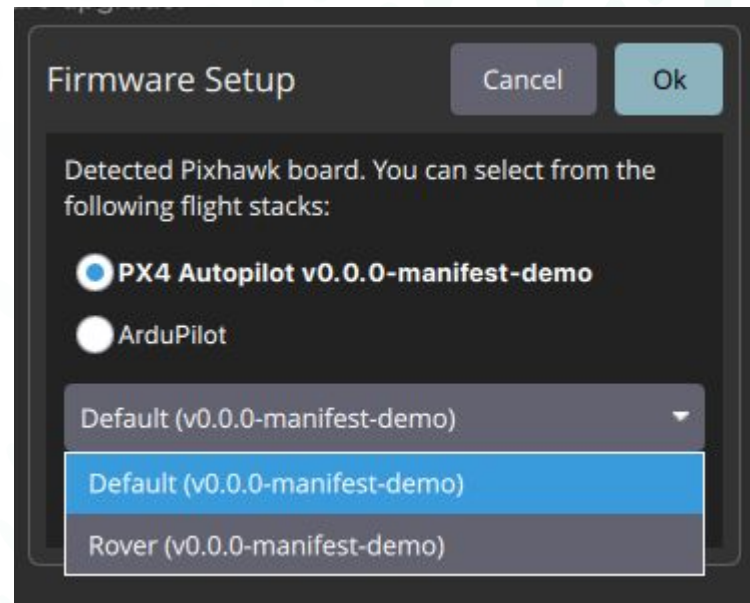 Firmware Setup
Cancel
Ok
Detected Pixhawk board. You can select from the
following flight stacks:
PX4 Autopilot v0.0.0-manifest-demo
ArduPilot
Default (v0.0.0-manifest-demo)
Default (v0.0.0-manifest-demo)
Rover (v0.0.0-manifest-demo)